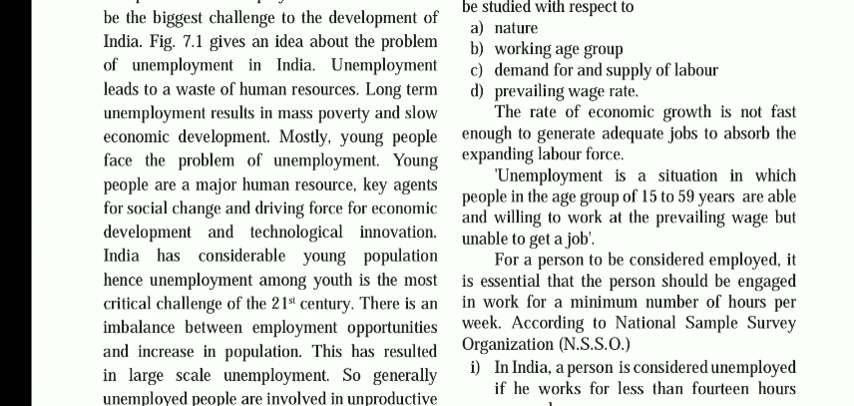 be the biggest challenge to the development of
India. Fig. 7.1 gives an idea about the problem
of unemployment in India. Unemployment
leads to a waste of human resources. Long term
unemployment results in mass poverty and slow
economic development. Mostly, young people
face the problem of unemployment. Young
people are a major human resource, key agents
for social change and driving force for economic
development and technological innovation.
India has considerable young population
hence unemployment among youth is the most
critical challenge of the 21st century. There is an
imbalance between employment opportunities
and increase in population. This has resulted
in large scale unemployment. So generally
unemployed people are involved in unproductive
be studied with respect to
a) nature
b) working age group
c) demand for and supply of labour
d) prevailing wage rate.
The rate of economic growth is not fast
enough to generate adequate jobs to absorb the
expanding labour force.
'Unemployment is a situation in which
people in the age group of 15 to 59 years are able
and willing to work at the prevailing wage but
unable to get a job'.
For a person to be considered employed, it
is essential that the person should be engaged
in work for a minimum number of hours per
week. According to National Sample Survey
Organization (N.S.S.O.)
i) In India, a person is considered unemployed
if he works for less than fourteen hours